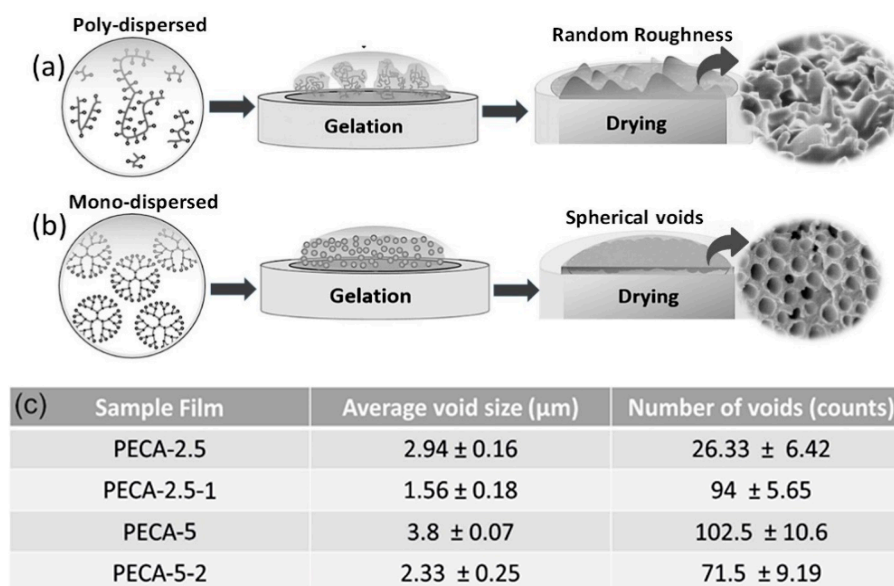 Poly-dispersed
(a)
Gelation
Random Roughness
Drying
Mono-dispersed
(b)
Gelation
Spherical voids
Drying
(c) Sample Film Average void size (µm) Number of voids (counts)
PECA-2.5 2.94 ± 0.16 26.33 ± 6.42
PECA-2.5-1 1.56 ± 0.18 94 ± 5.65
PECA-5 3.8 ± 0.07 102.5 ± 10.6
PECA-5-2 2.33 ± 0.25 71.5 ± 9.19